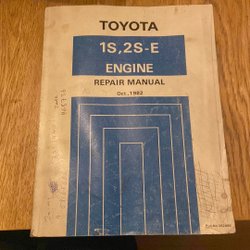 TOYOTA
1S,2S-E
ENGINE
REPAIR MANUAL
Oct.,1982